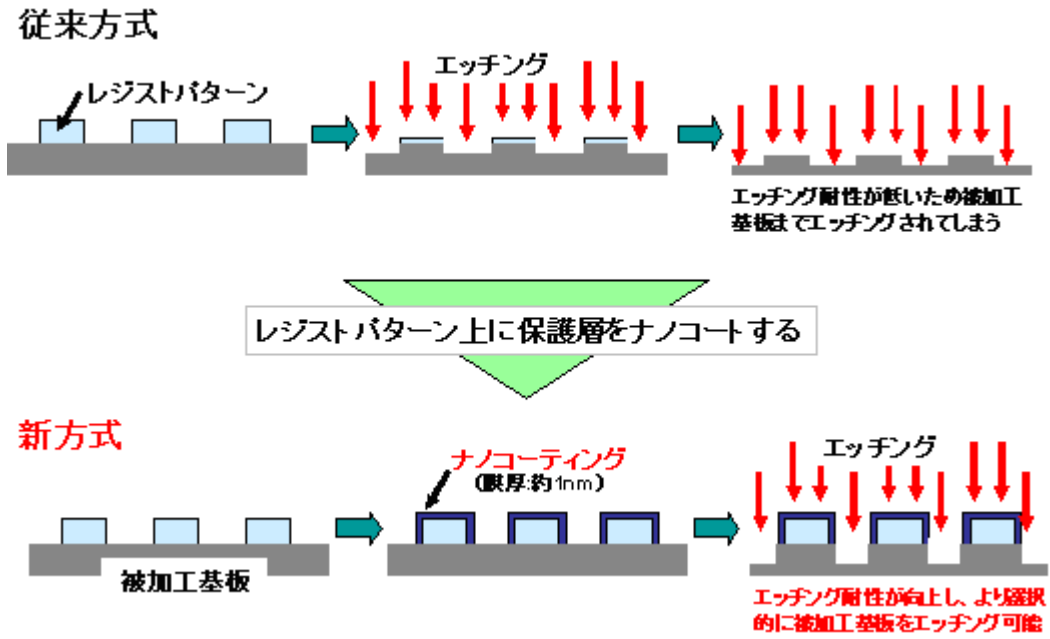 従来方式
レジストパターン
エッチング
エッチング耐性が低いため被加工
基板までエッチングされてしまう
レジストパターン上に保護層をナノコートする
新方式
ナノコーティング
(膜厚:約1nm)
エッチング
被加工基板
エッチング耐性が向上し、より選択
的に被加工基板をエッチング可能